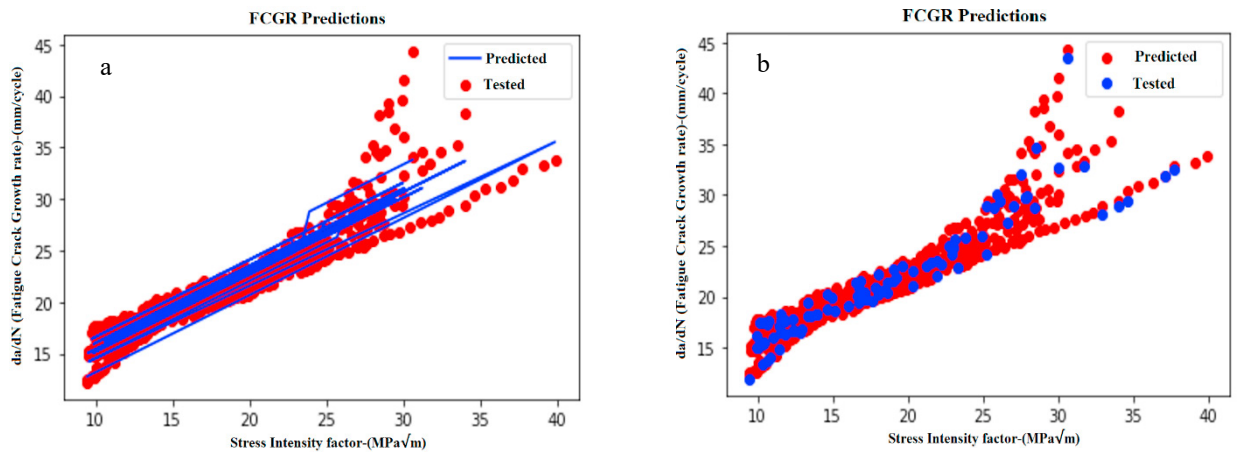 FCGR Predictions
a
Predicted
Tested
da/dN (Fatigue Crack Growth rate)-(mm/cycle)
45
40
35
30
25
20
15
10
15
20
25
30
35
40
Stress Intensity factor-(MPa√m)
FCGR Predictions
b
Predicted
Tested
da/dN (Fatigue Crack Growth rate)-(mm/cycle)
45
40
35
30
25
20
15
10
15
20
25
30
35
40
Stress Intensity factor-(MPa√m)